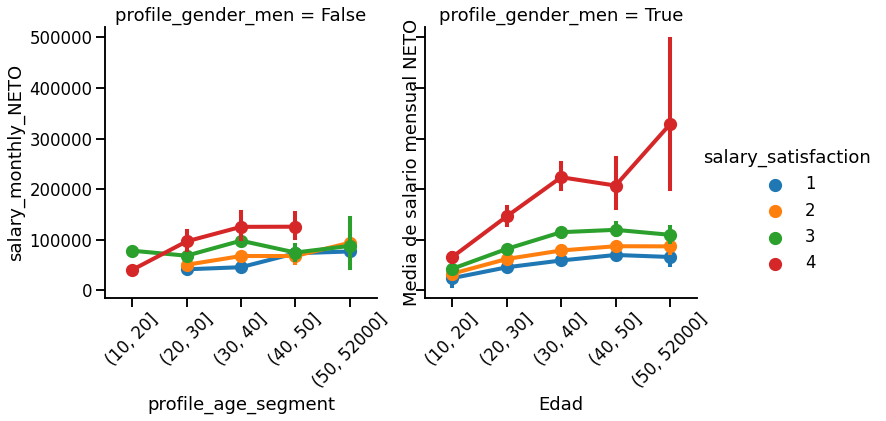 profile_gender_men = False
profile_gender_men = True
salary_monthly_NETO
500000
400000
300000
200000
100000
0
(10, 20]
(20, 30]
(30, 40]
(40, 50]
(50, 52000]
profile_age_segment
Media de salario mensual NETO
(10, 20]
(20, 30]
(30, 40]
(40, 50]
(50, 52000]
Edad
salary_satisfaction
1
2
3
4